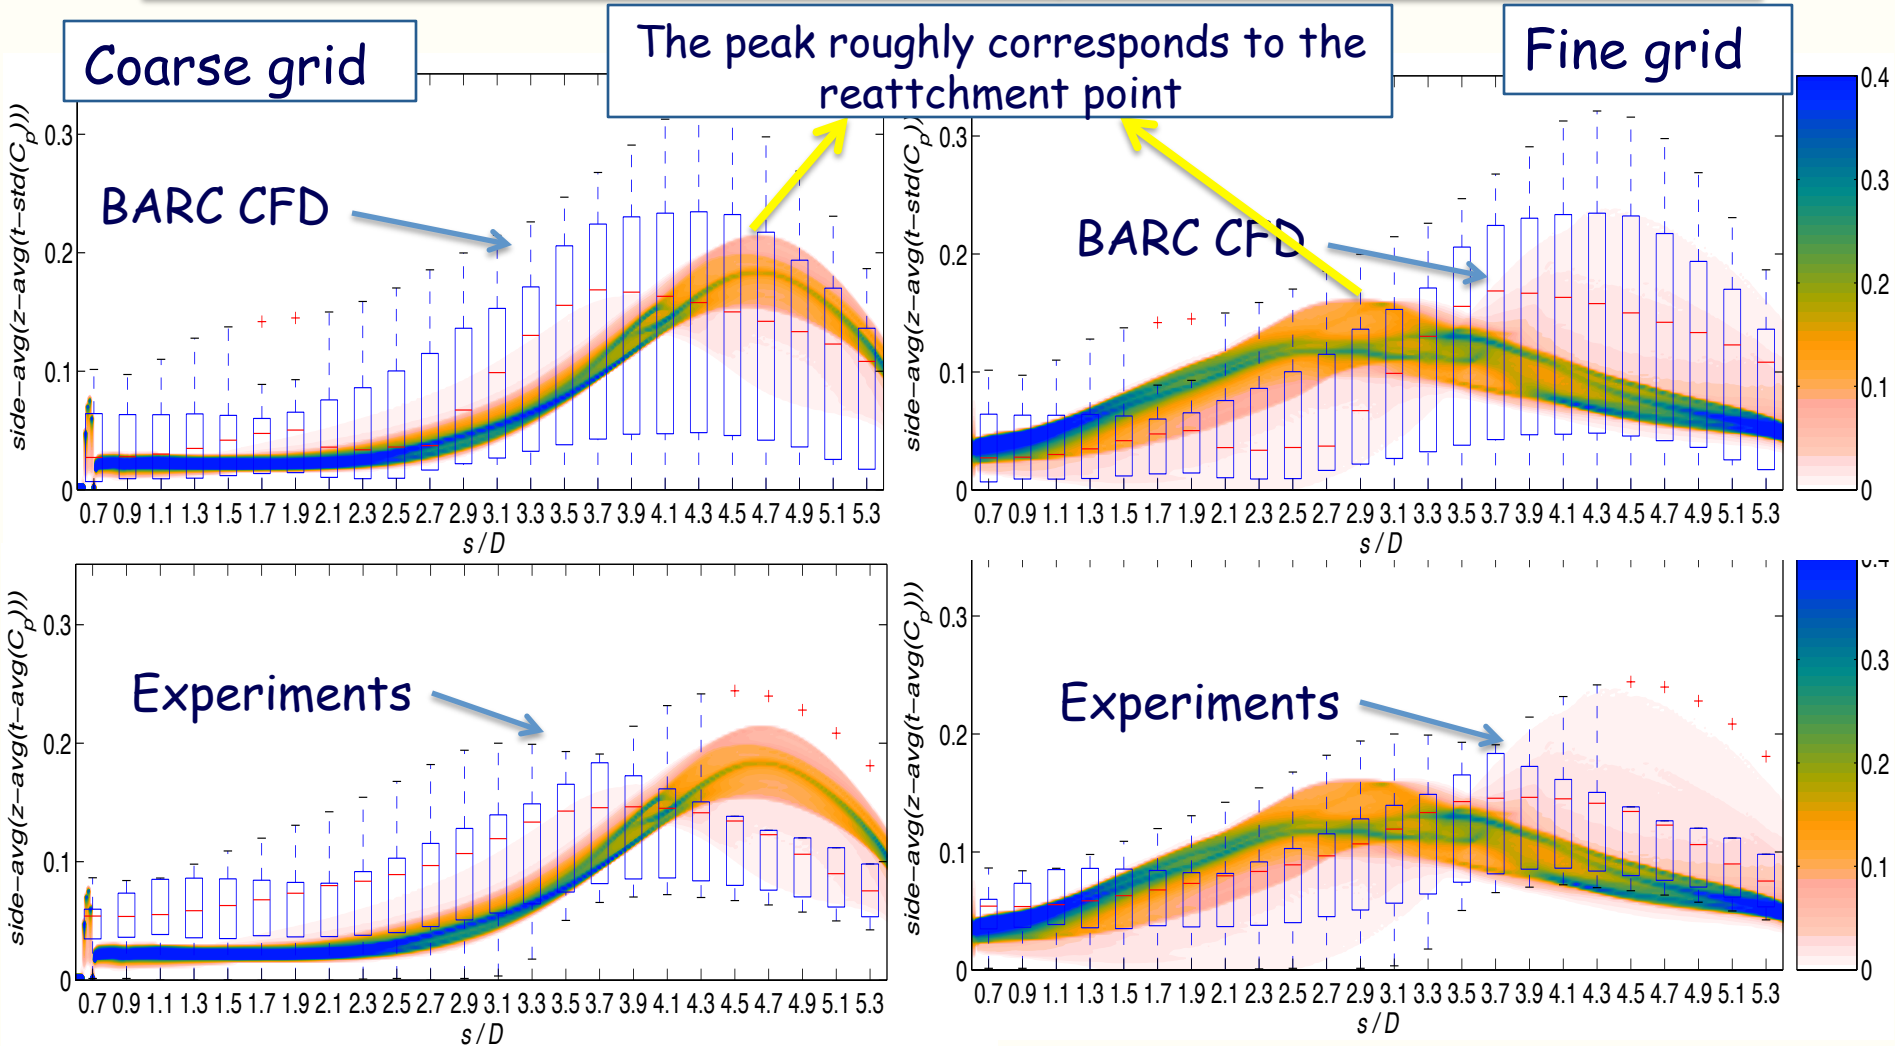 Coarse grid
The peak roughly corresponds to the
reattchment point
Fine grid
side-avg(z-avg(t-std(C_p)))
0.3
0.2
0.1
0
BARC CFD
0.7 0.9 1.1 1.3 1.5 1.7 1.9 2.1 2.3 2.5 2.7 2.9 3.1 3.3 3.5 3.7 3.9 4.1 4.3 4.5 4.7 4.9 5.1 5.3
s / D
side-avg(z-avg(t-std(C_p)))
0.3
0.2
0.1
0
BARC CFD
0.7 0.9 1.1 1.3 1.5 1.7 1.9 2.1 2.3 2.5 2.7 2.9 3.1 3.3 3.5 3.7 3.9 4.1 4.3 4.5 4.7 4.9 5.1 5.3
s / D
0.4
0.3
0.2
0.1
0
side-avg(z-avg(t-avg(C_p)))
0.3
0.2
0.1
0
Experiments
0.7 0.9 1.1 1.3 1.5 1.7 1.9 2.1 2.3 2.5 2.7 2.9 3.1 3.3 3.5 3.7 3.9 4.1 4.3 4.5 4.7 4.9 5.1 5.3
s / D
side-avg(z-avg(t-avg(C_p)))
0.3
0.2
0.1
0
Experiments
0.7 0.9 1.1 1.3 1.5 1.7 1.9 2.1 2.3 2.5 2.7 2.9 3.1 3.3 3.5 3.7 3.9 4.1 4.3 4.5 4.7 4.9 5.1 5.3
s / D
0.4
0.3
0.2
0.1
0